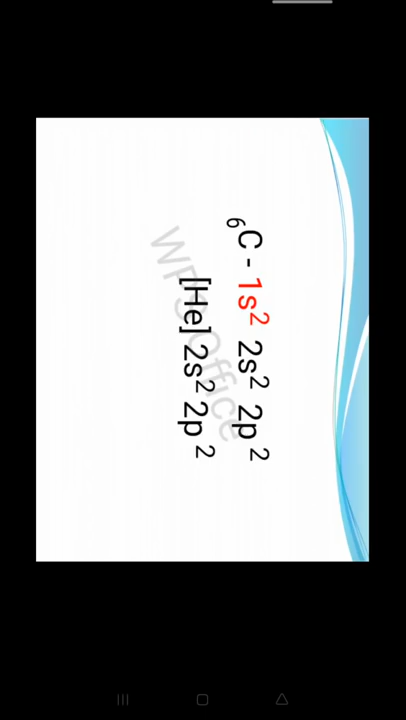 ₆C - 1s² 2s² 2p²
[He] 2s² 2p²
WPS Office